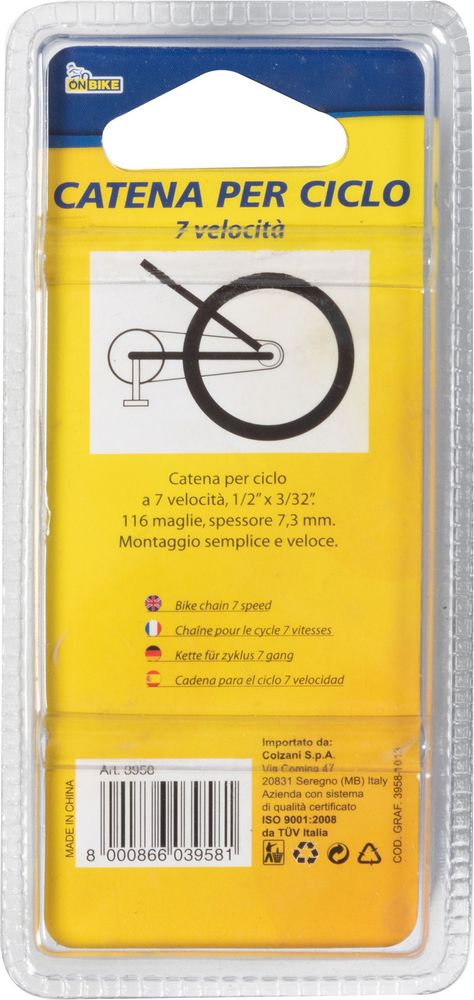 ONBIKE
CATENA PER CICLO
7 velocità
Catena per ciclo
a 7 velocità, 1/2” x 3/32”.
116 maglie, spessore 7,3 mm.
Montaggio semplice e veloce.
Bike chain 7 speed
Chaîne pour le cycle 7 vitesses
Kette für zyklus 7 gang
Cadena para el ciclo 7 velocidad
MADE IN CHINA
Art. 3958
8 000866 039581
Importato da:
Colzani S.p.A.
Via Comina 47
20831 Seregno (MB) Italy
Azienda con sistema
di qualità certificato
ISO 9001:2008
da TÜV Italia
COD. GRAF. 3958-1013